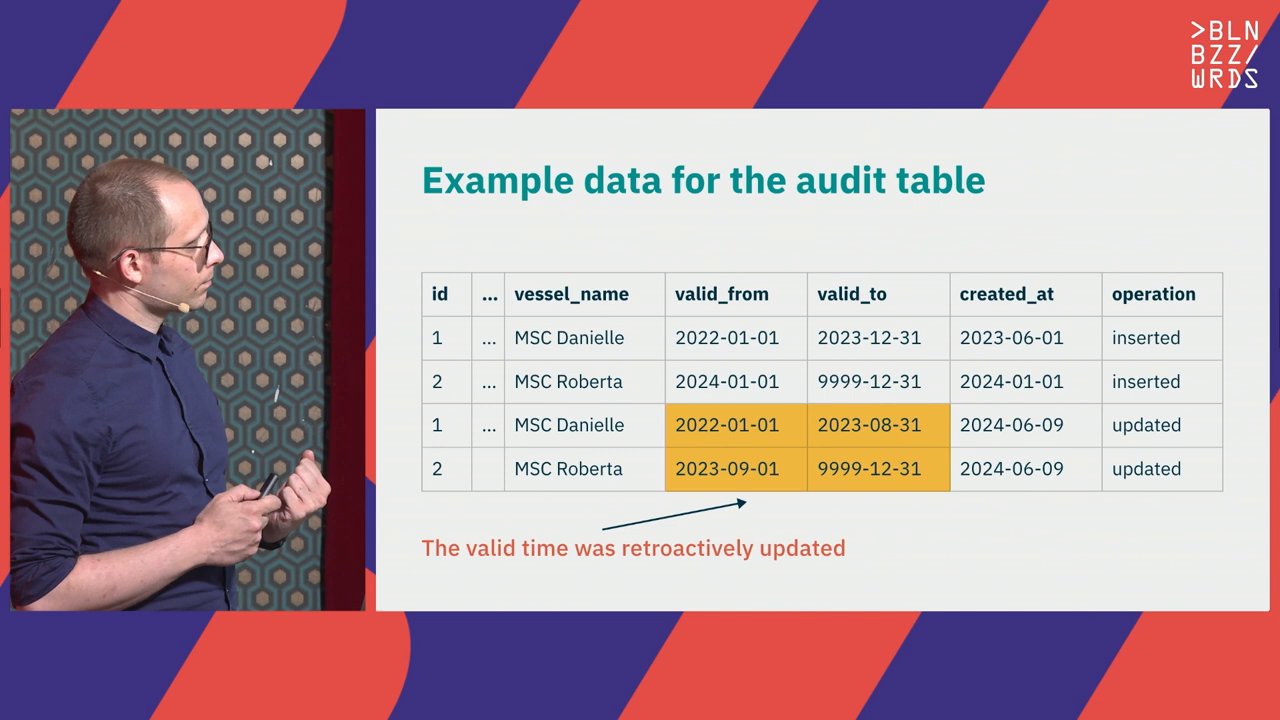 >BLN
BZZ/
WRDS
Example data for the audit table
id ... vessel_name valid_from valid_to created_at operation
1 ... MSC Danielle 2022-01-01 2023-12-31 2023-06-01 inserted
2 ... MSC Roberta 2024-01-01 9999-12-31 2024-01-01 inserted
1 ... MSC Danielle 2022-01-01 2023-08-31 2024-06-09 updated
2 MSC Roberta 2023-09-01 9999-12-31 2024-06-09 updated
The valid time was retroactively updated